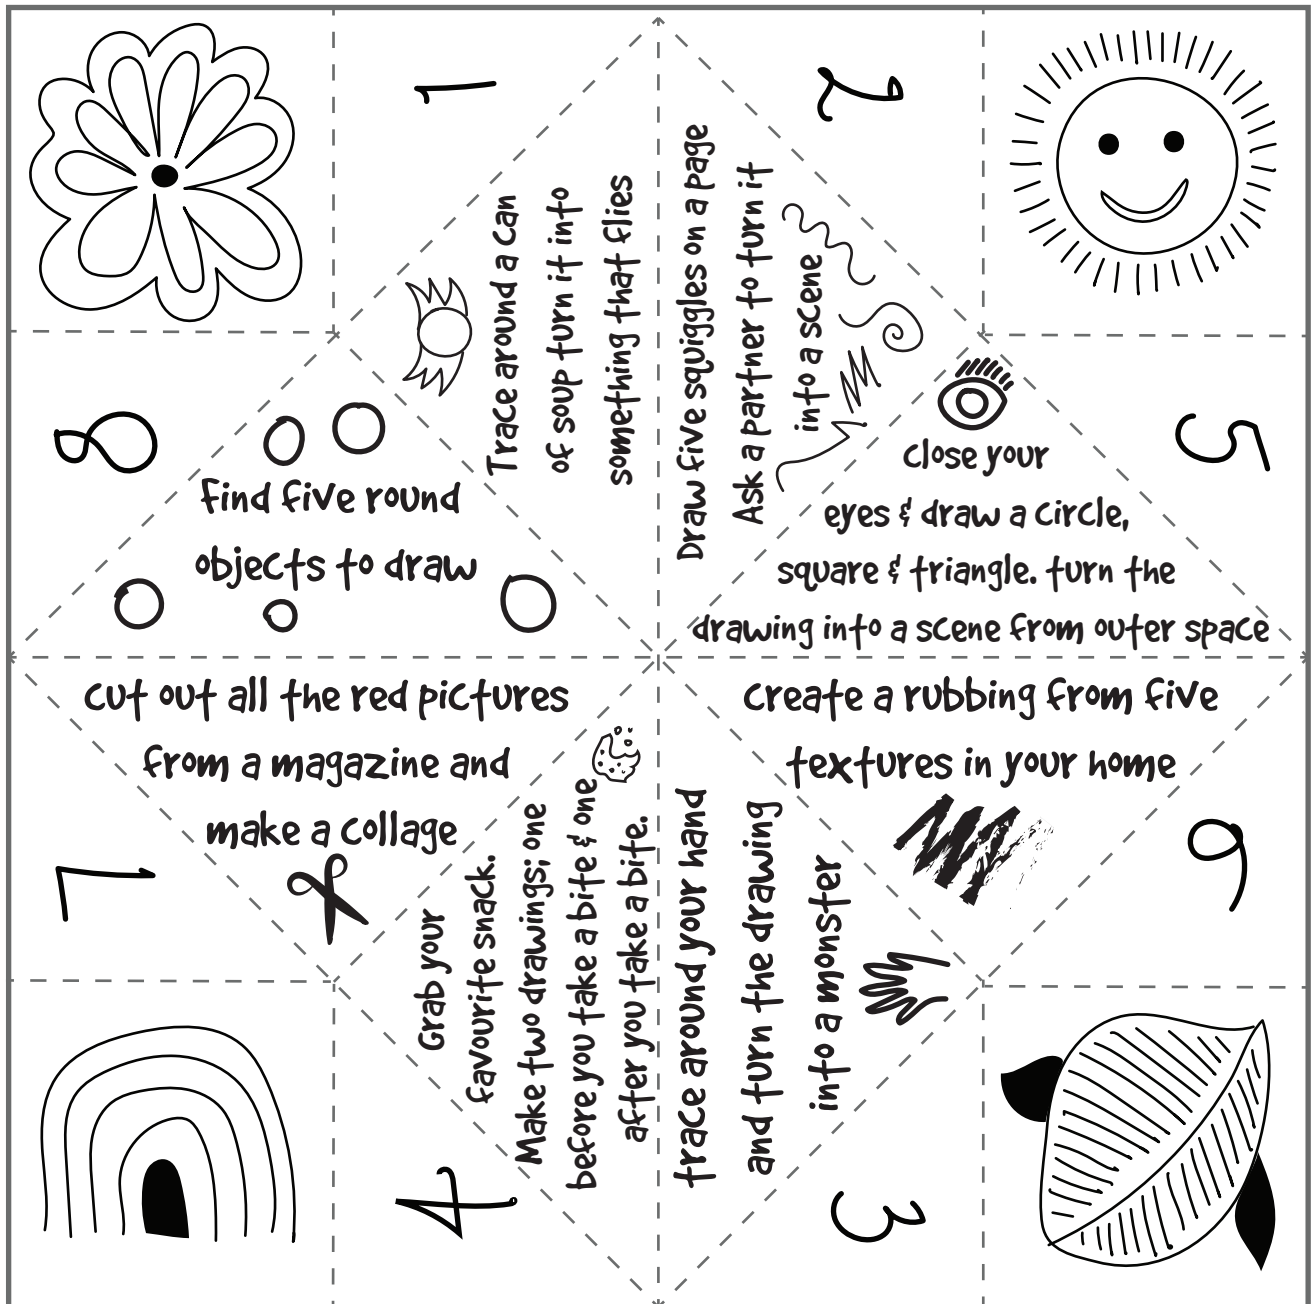 1
2
Trace around a can
of soup turn it into
something that flies
Draw five squiggles on a page
Ask a partner to turn it
into a scene
8
Find five round
objects to draw
5
close your
eyes & draw a circle,
square & triangle. turn the
drawing into a scene from outer space
cut out all the red pictures
from a magazine and
make a collage
7
create a rubbing from five
textures in your home
6
Grab your
favourite snack.
Make two drawings; one
before you take a bite & one
after you take a bite.
4
trace around your hand
and turn the drawing
into a monster
3